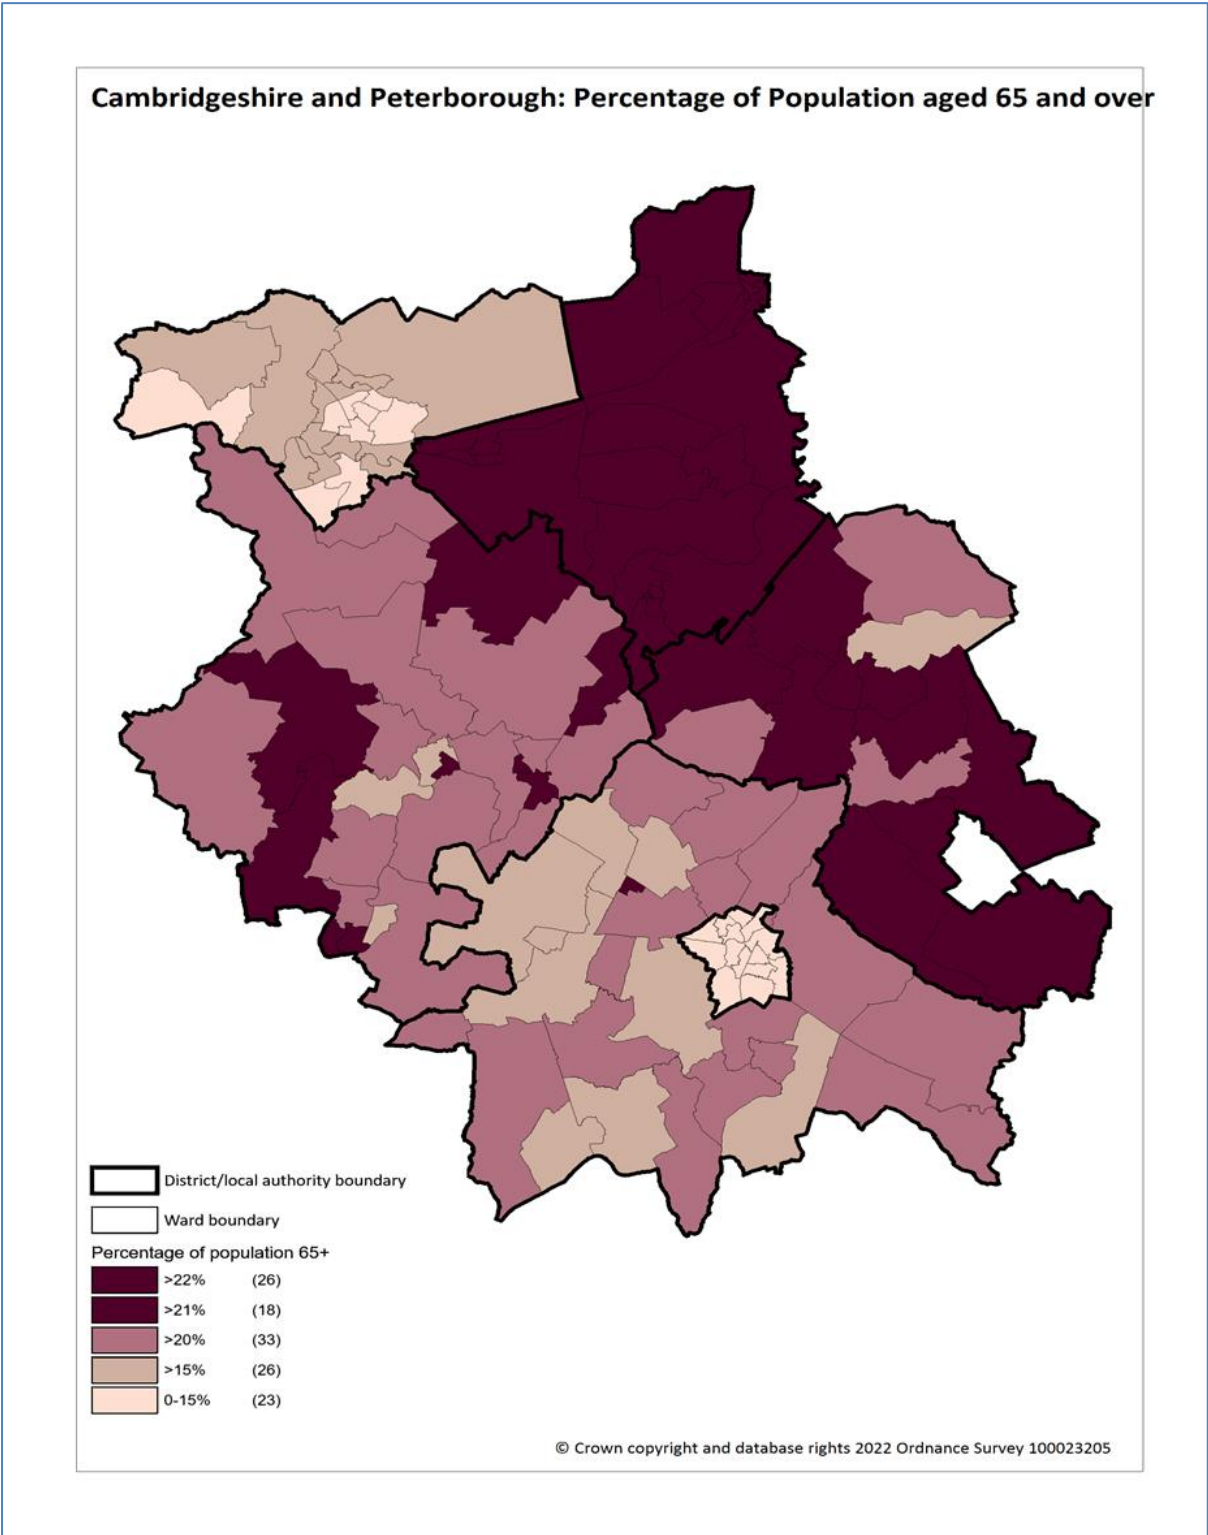 Cambridgeshire and Peterborough: Percentage of Population aged 65 and over
District/local authority boundary
Ward boundary
Percentage of population 65+
>22% (26)
>21% (18)
>20% (33)
>15% (26)
0-15% (23)
© Crown copyright and database rights 2022 Ordnance Survey 100023205